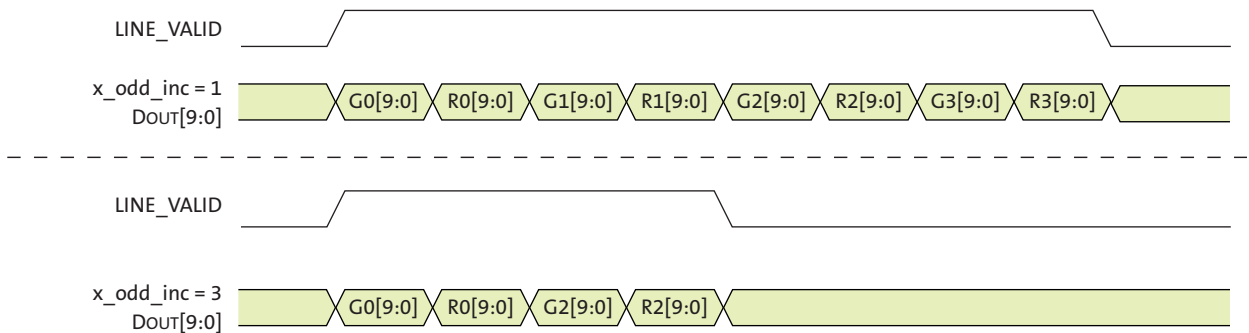 LINE_VALID
x_odd_inc = 1
DOUT[9:0]
G0[9:0] R0[9:0] G1[9:0] R1[9:0] G2[9:0] R2[9:0] G3[9:0] R3[9:0]
LINE_VALID
x_odd_inc = 3
DOUT[9:0]
G0[9:0] R0[9:0] G2[9:0] R2[9:0]